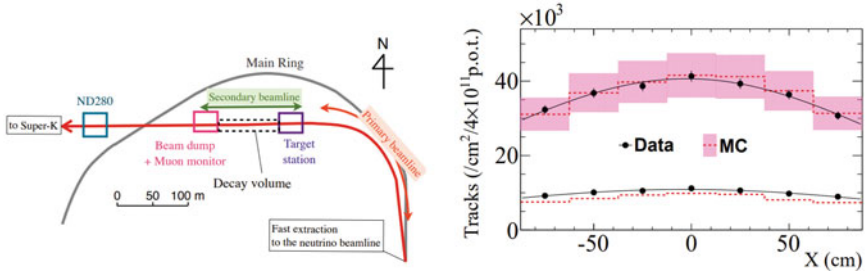 Main Ring
N
ND280
Secondary beamline
to Super-K
Primary beamline
Beam dump
+ Muon monitor
Target
station
Decay volume
0 50 100 m
Fast extraction
to the neutrino beamline
×10³
Tracks (/cm²/4×10¹¹p.o.t.)
60
40
20
0
Data
MC
-50
0
50
X (cm)